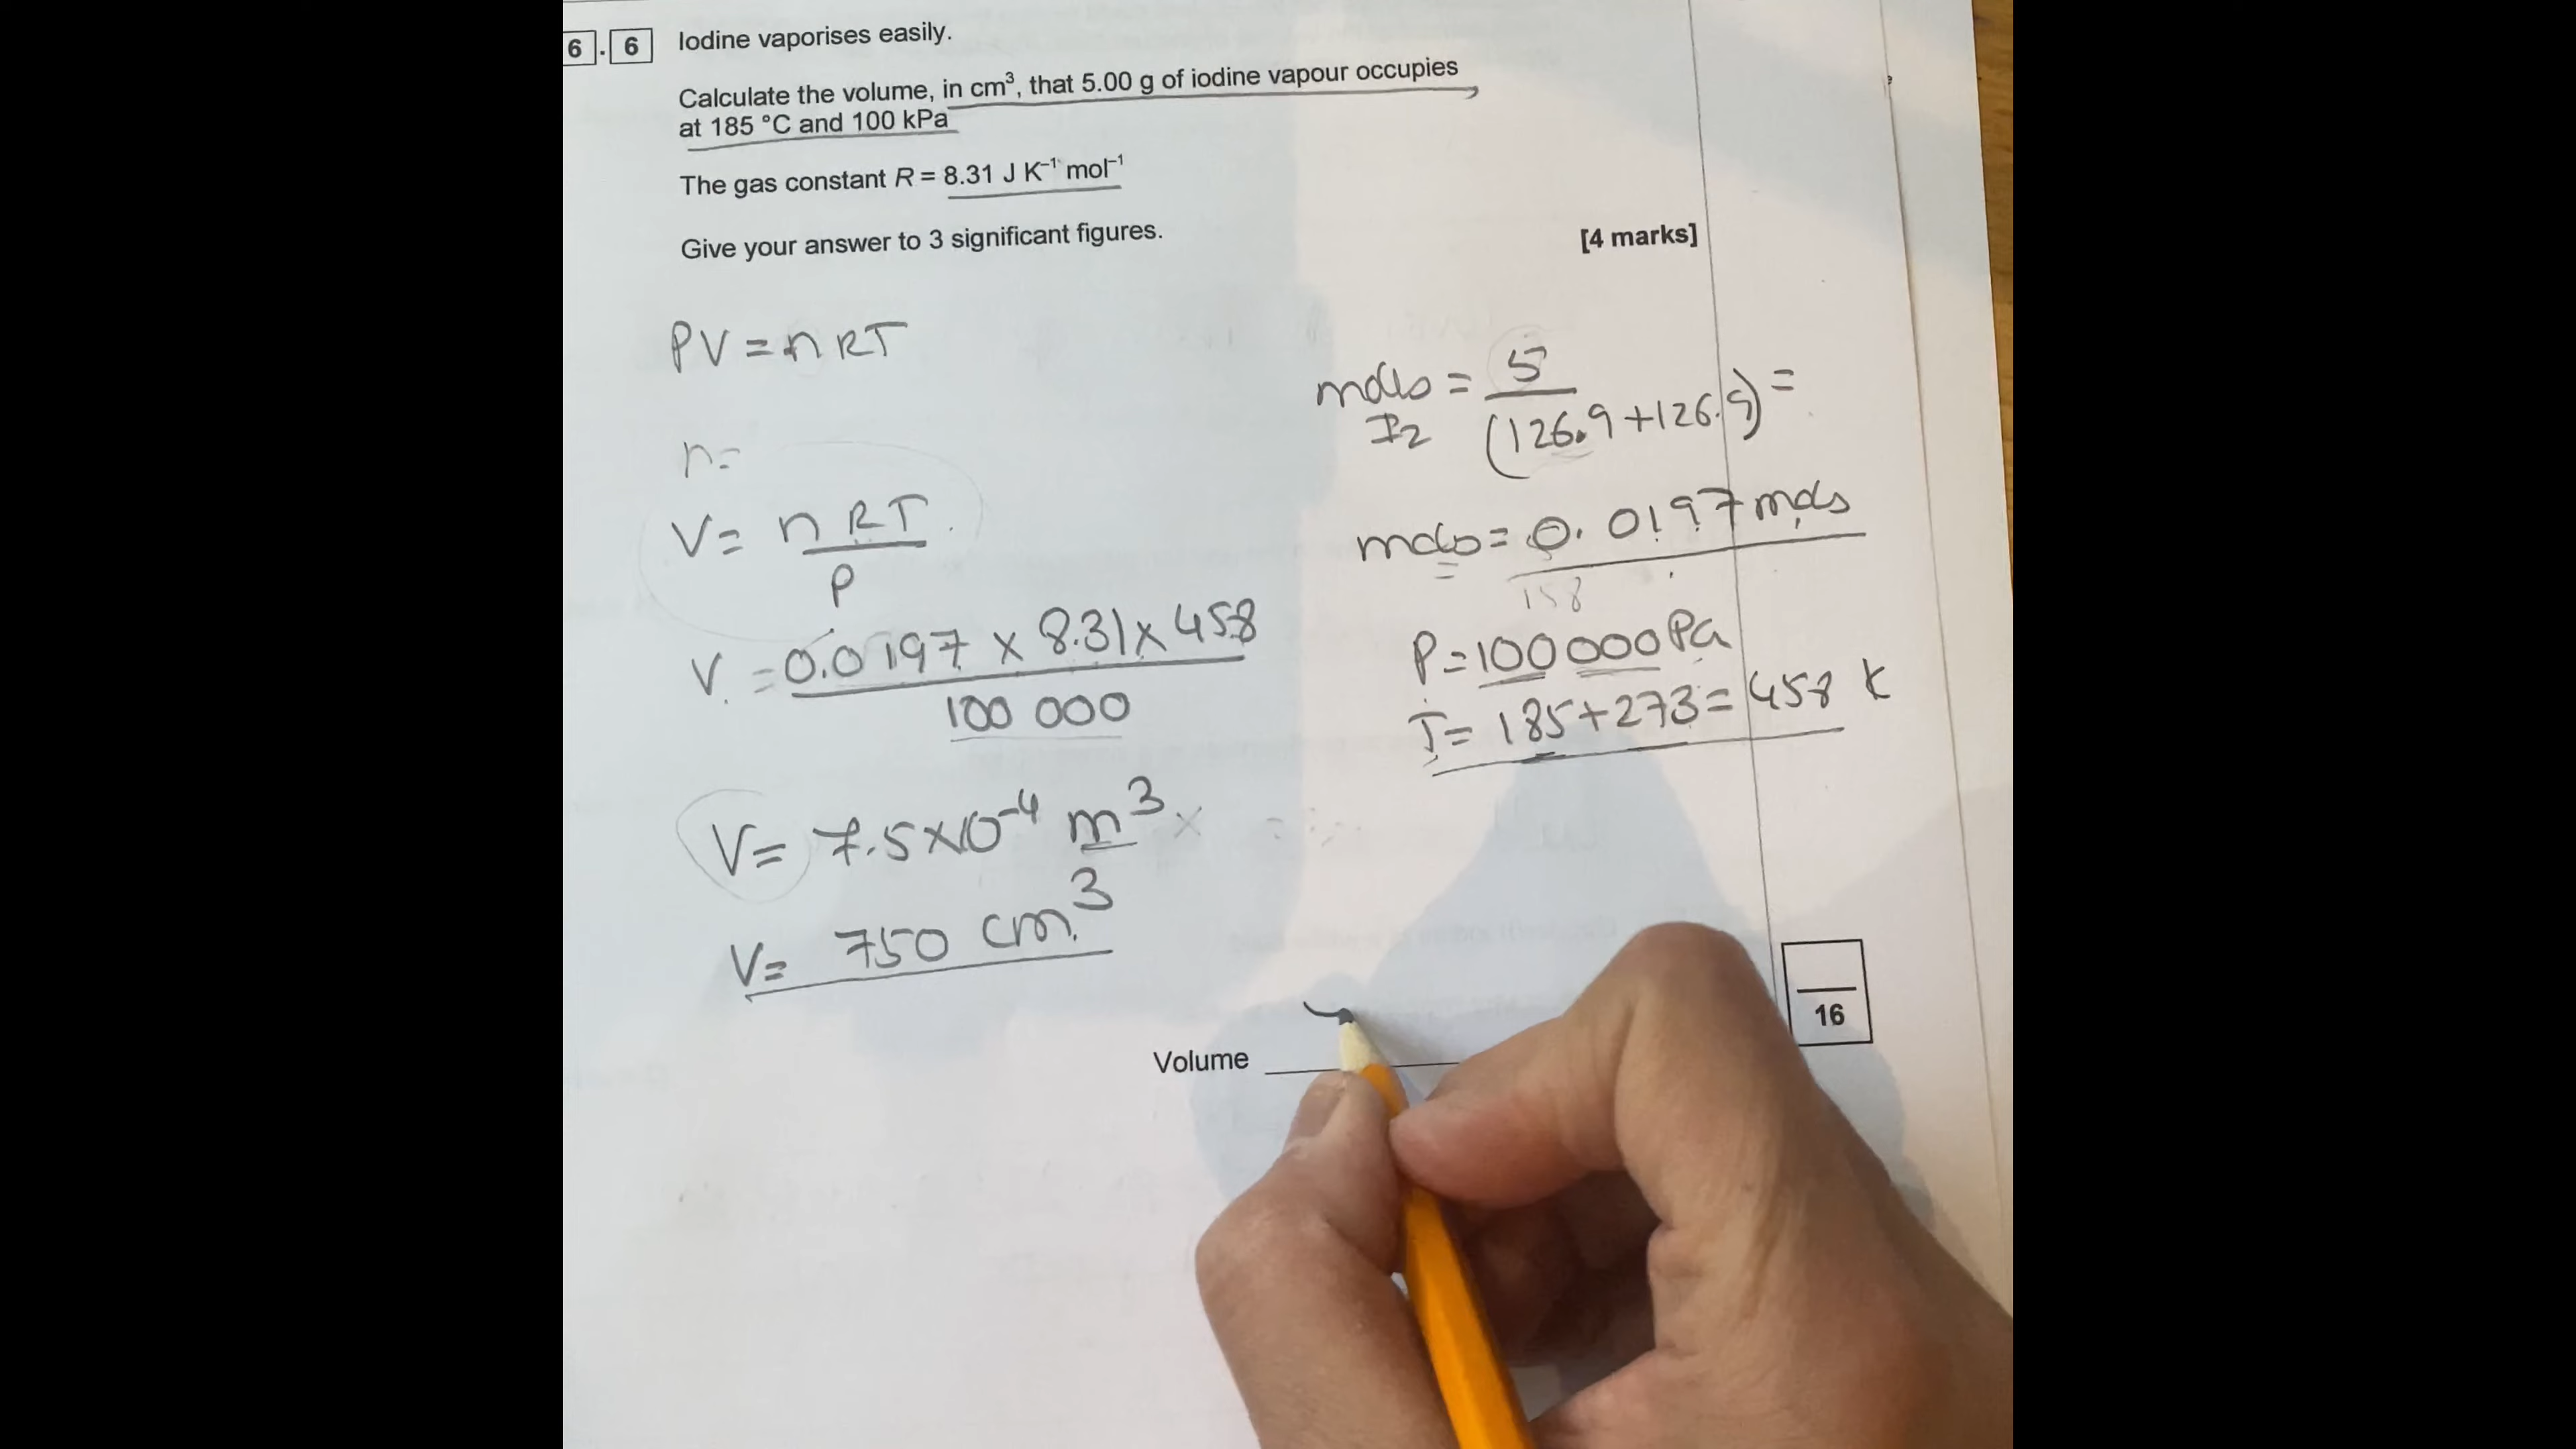 6 . 6 Iodine vaporises easily.
Calculate the volume, in cm³, that 5.00 g of iodine vapour occupies
at 185 °C and 100 kPa
The gas constant R = 8.31 J K⁻¹ mol⁻¹
Give your answer to 3 significant figures.
[4 marks]
PV = nRT
n=
V = nRT
P
V = 0.0197 x 8.31 x 458
100 000
V = 7.5x10⁻⁴ m³ x
V = 750 cm³
mols = 5
I2 (126.9+126.9) =
mols = 0.0197 mols
158
P = 100 000 Pa
T = 185+273 = 458 K
16
Volume